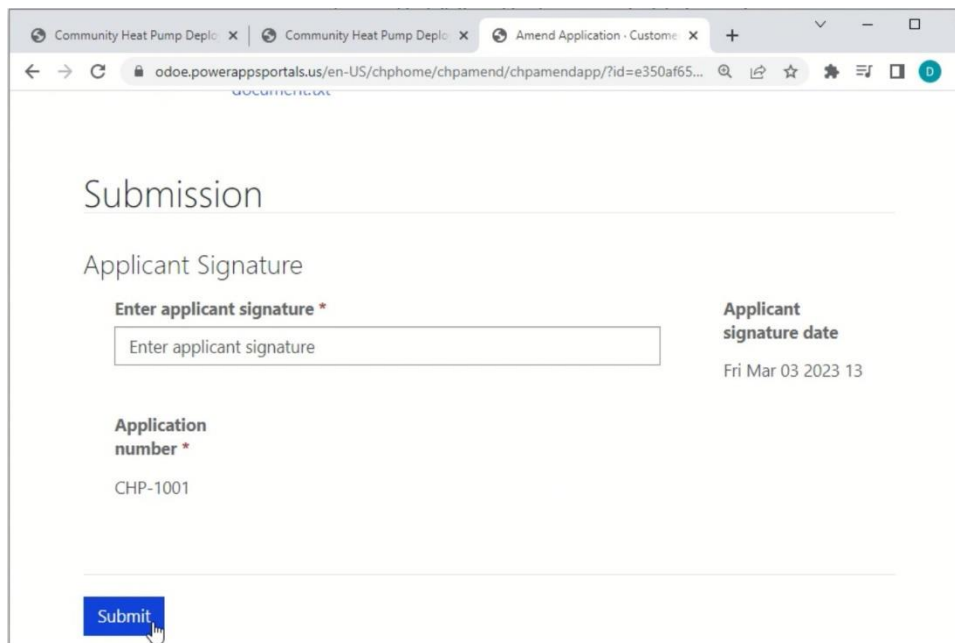 Community Heat Pump Deplo
Community Heat Pump Deplo
Amend Application · Custome
odoe.powerappsportals.us/en-US/chphome/chpamend/chpamendapp/?id=e350af65...
D
document.txt
Submission
Applicant Signature
Enter applicant signature *
Enter applicant signature
Applicant
signature date
Fri Mar 03 2023 13
Application
number *
CHP-1001
Submit